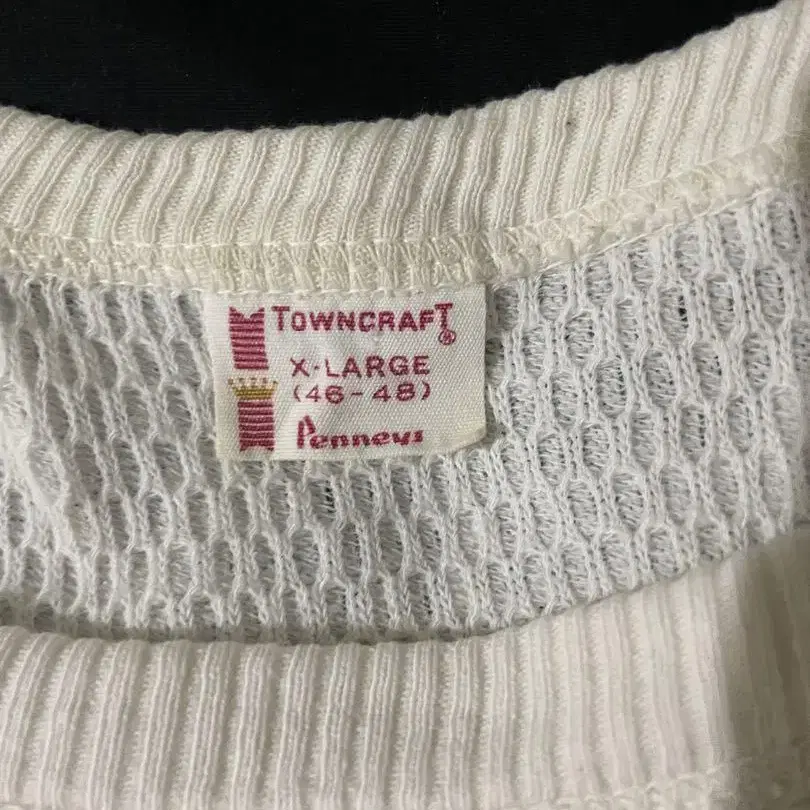 TOWNCRAFT®
X-LARGE
(46-48)
Penneys